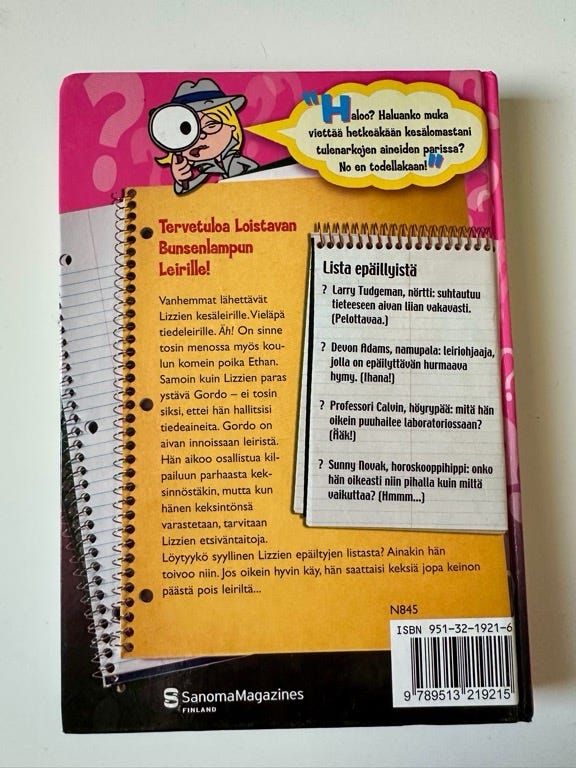 "Haloo? Haluanko muka
viettää hetkeäkään kesälomastani
tulenarkojen aineiden parissa?
No en todellakaan!"
Tervetuloa Loistavan
Bunsenlampun
Leirille!
Vanhemmat lähettävät
Lizzien kesäleirille. Vieläpä
tiedeleirille. Äh! On sinne
tosin menossa myös kou-
lun komein poika Ethan.
Samoin kuin Lizzien paras
ystävä Gordo – ei tosin
siksi, ettei hän hallitsisi
tiedeaineita. Gordo on
aivan innoissaan leiristä.
Hän aikoo osallistua kil-
pailuun parhaasta kek-
sinnöstäkin, mutta kun
hänen keksintönsä
varastetaan, tarvitaan
Lizzien etsiväntaitoja.
Löytyykö syyllinen Lizzien epäiltyjen listasta? Ainakin hän
toivoo niin. Jos oikein hyvin käy, hän saattaisi keksiä jopa keinon
päästä pois leiriltä...
Lista epäillyistä
? Larry Tudgeman, nörtti: suhtautuu
tieteeseen aivan liian vakavasti.
(Pelottavaa.)
? Devon Adams, namupala: leiriohjaaja,
jolla on epäilyttävän hurmaava
hymy. (Ihana!)
? Professori Calvin, höyrypää: mitä hän
oikein puuhailee laboratoriossaan?
(Ääk!)
? Sunny Novak, horoskooppihippi: onko
hän oikeasti niin pihalla kuin miltä
vaikuttaa? (Hmmm...)
N845
ISBN 951-32-1921-6
9 789513 219215
SanomaMagazines
FINLAND